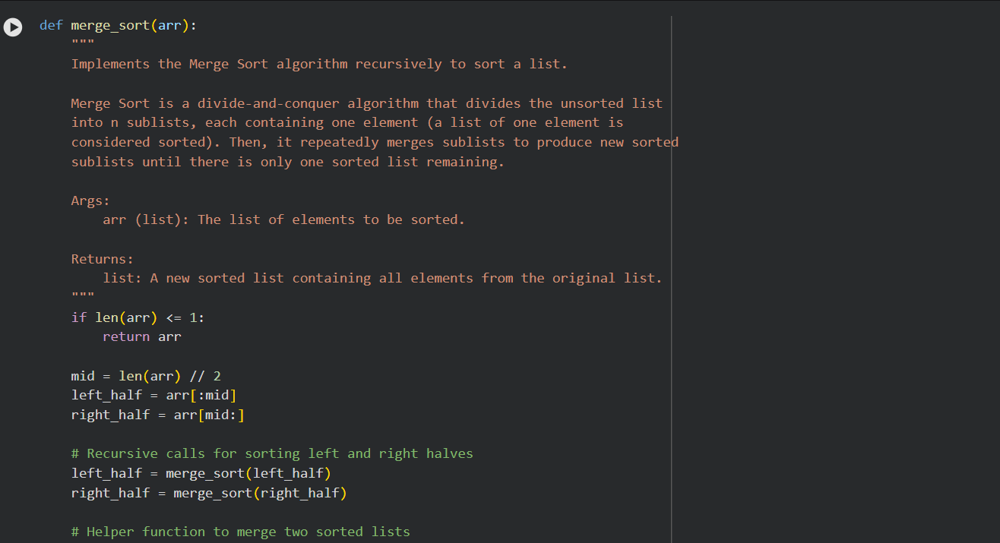 def merge_sort(arr):
    """
    Implements the Merge Sort algorithm recursively to sort a list.

    Merge Sort is a divide-and-conquer algorithm that divides the unsorted list
    into n sublists, each containing one element (a list of one element is
    considered sorted). Then, it repeatedly merges sublists to produce new sorted
    sublists until there is only one sorted list remaining.

    Args:
        arr (list): The list of elements to be sorted.

    Returns:
        list: A new sorted list containing all elements from the original list.
    """
    if len(arr) <= 1:
        return arr

    mid = len(arr) // 2
    left_half = arr[:mid]
    right_half = arr[mid:]

    # Recursive calls for sorting left and right halves
    left_half = merge_sort(left_half)
    right_half = merge_sort(right_half)

    # Helper function to merge two sorted lists